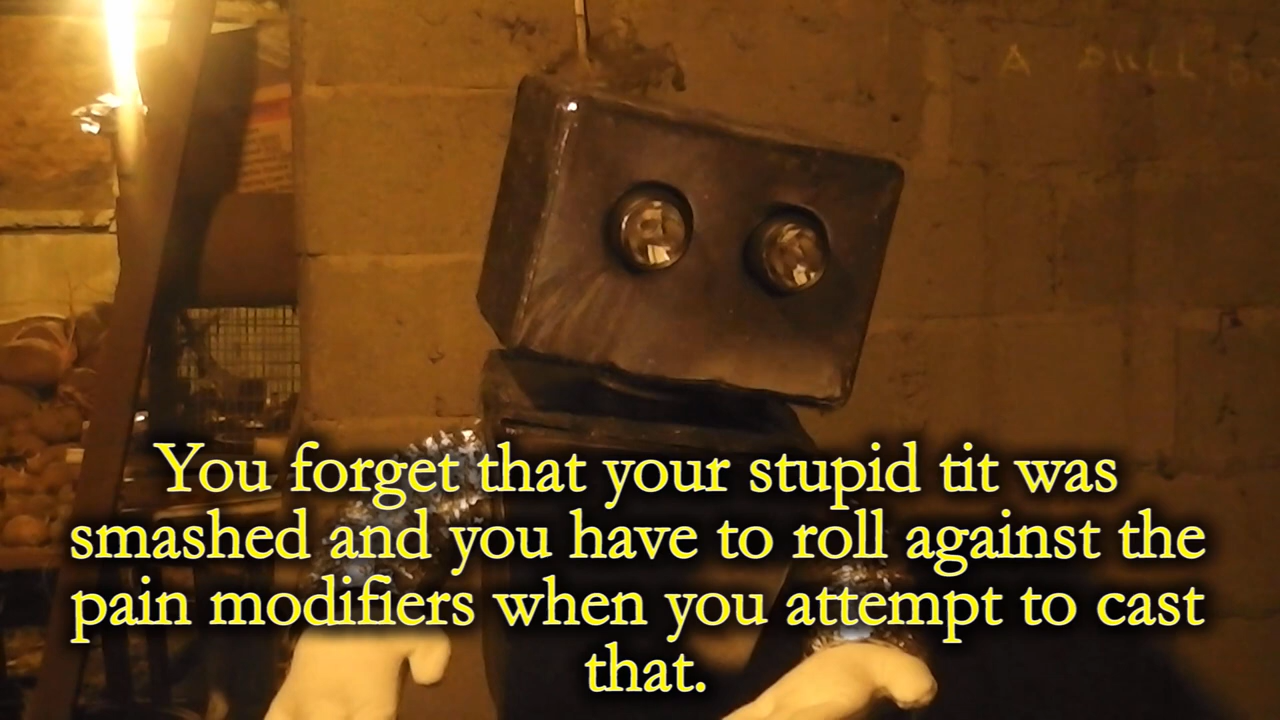 A
You forget that your stupid tit was
smashed and you have to roll against the
pain modifiers when you attempt to cast
that.